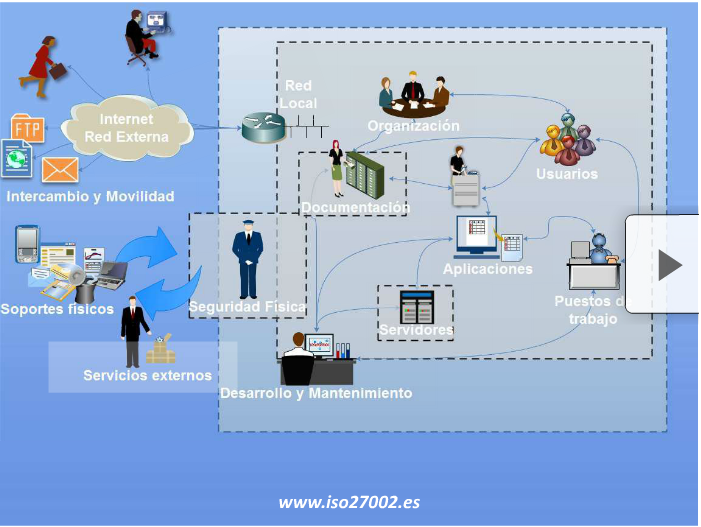 Red
Local
Internet
Red Externa
FTP
Organización
Usuarios
Intercambio y Movilidad
Documentación
Aplicaciones
Soportes físicos
Seguridad Física
Servidores
Puestos d
trabajo
Servicios externos
Desarrollo y Mantenimiento
www.iso27002.es